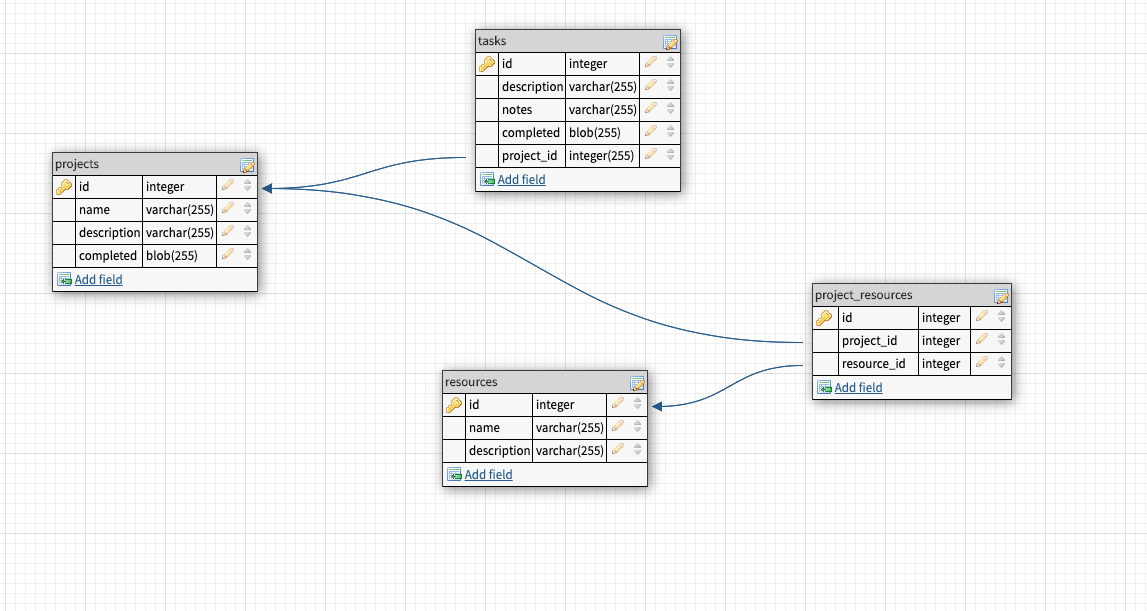 tasks
id integer
description varchar(255)
notes varchar(255)
completed blob(255)
project_id integer(255)
Add field
projects
id integer
name varchar(255)
description varchar(255)
completed blob(255)
Add field
project_resources
id integer
project_id integer
resource_id integer
Add field
resources
id integer
name varchar(255)
description varchar(255)
Add field